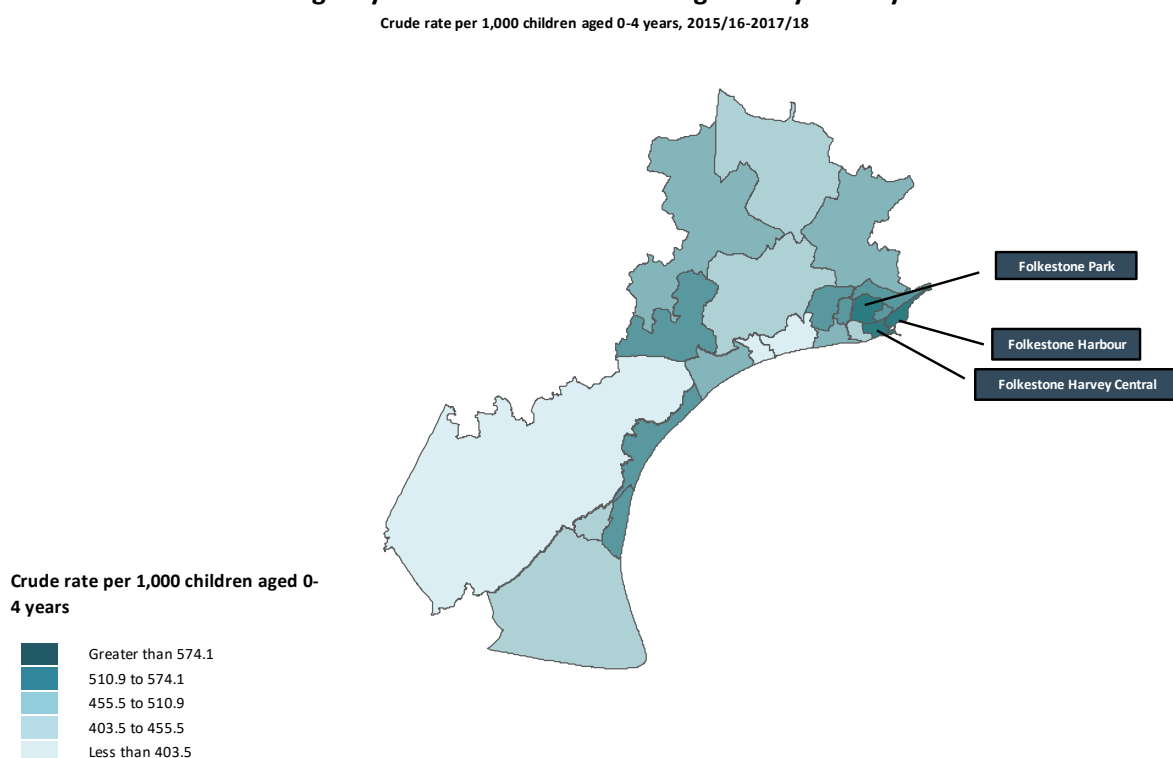 Crude rate per 1,000 children aged 0-4 years, 2015/16-2017/18
Folkestone Park
Folkestone Harbour
Folkestone Harvey Central
Crude rate per 1,000 children aged 0-
4 years
Greater than 574.1
510.9 to 574.1
455.5 to 510.9
403.5 to 455.5
Less than 403.5